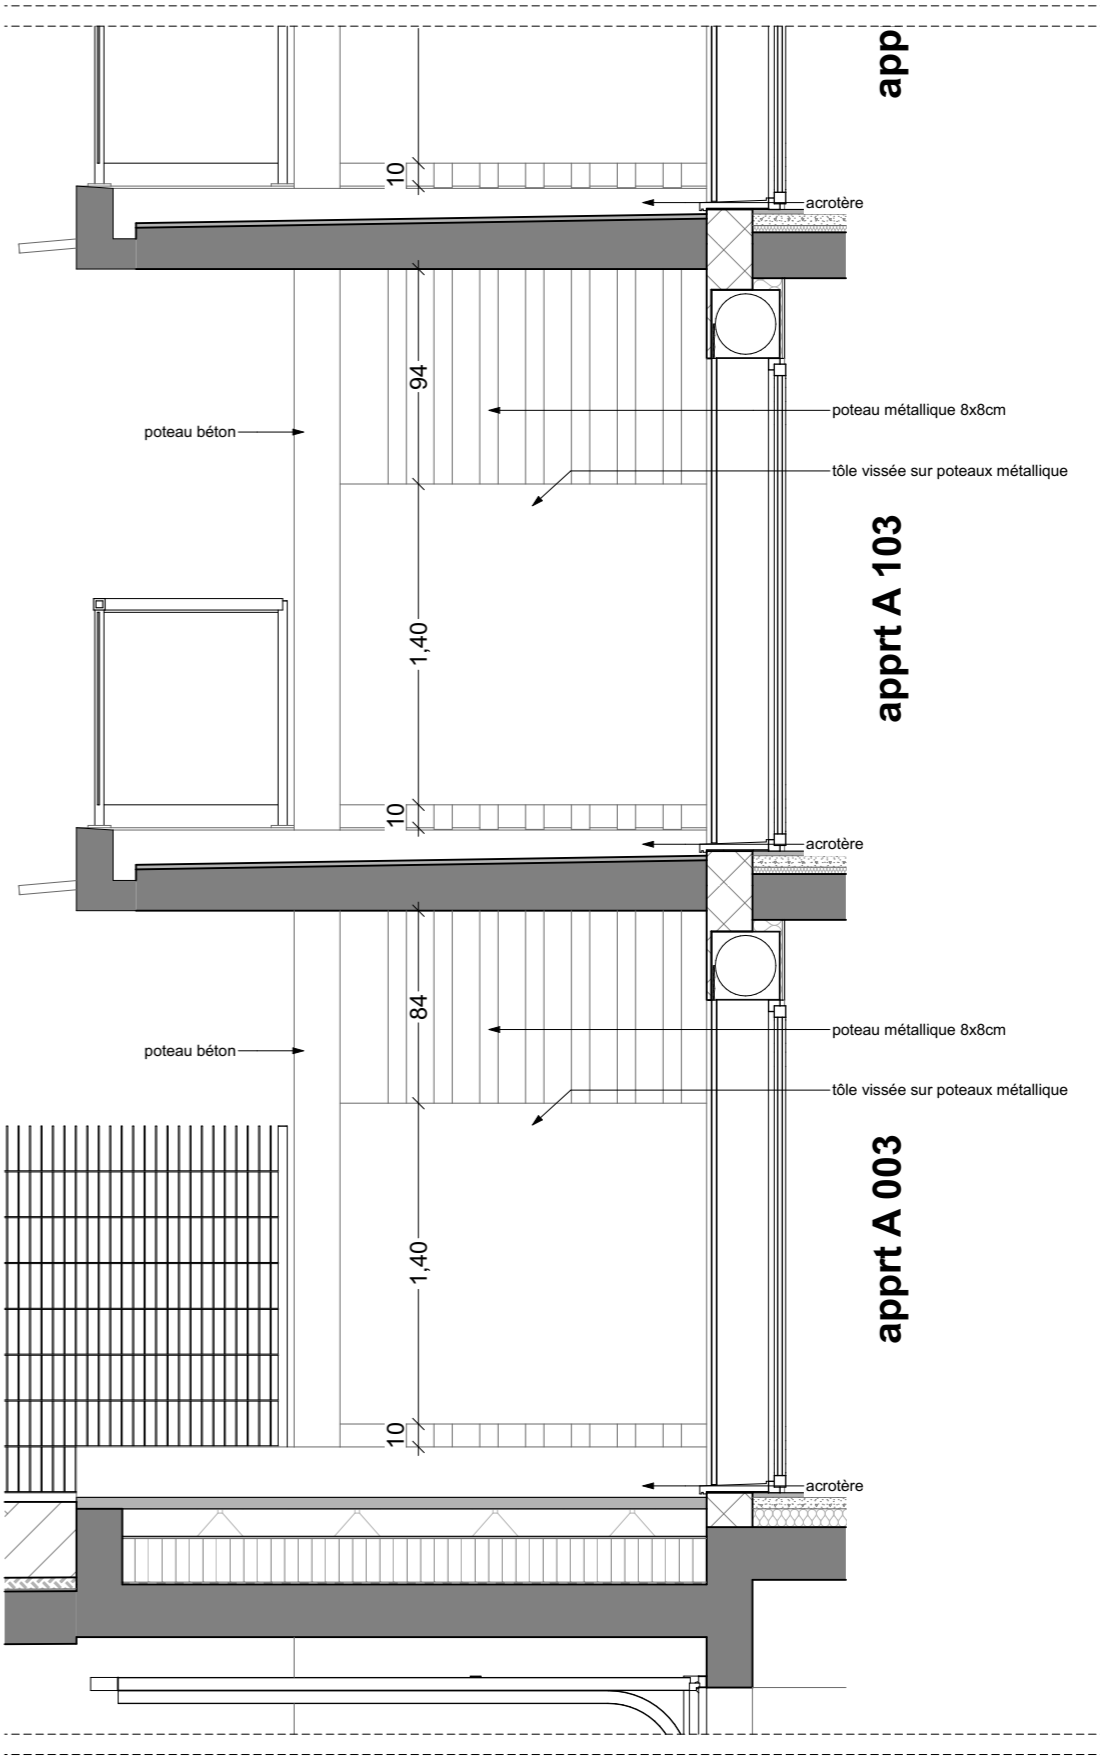 app
10
acrotère
94
poteau métallique 8x8cm
poteau béton
tôle vissée sur poteaux métallique
apprt A 103
1,40
10
acrotère
84
poteau métallique 8x8cm
poteau béton
tôle vissée sur poteaux métallique
apprt A 003
1,40
10
acrotère